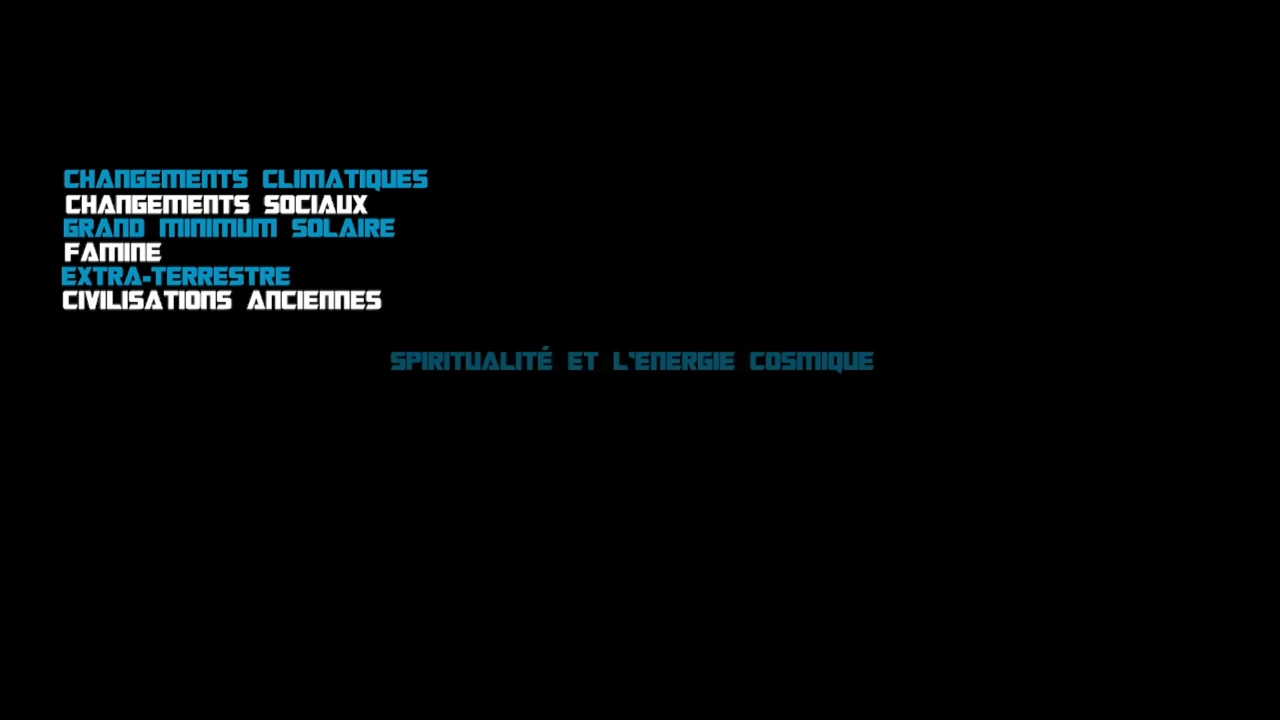 CHANGEMENTS CLIMATIQUES
CHANGEMENTS SOCIAUX
GRAND MINIMUM SOLAIRE
FAMINE
EXTRA-TERRESTRE
CIVILISATIONS ANCIENNES
SPIRITUALITÉ ET L'ENERGIE COSMIQUE